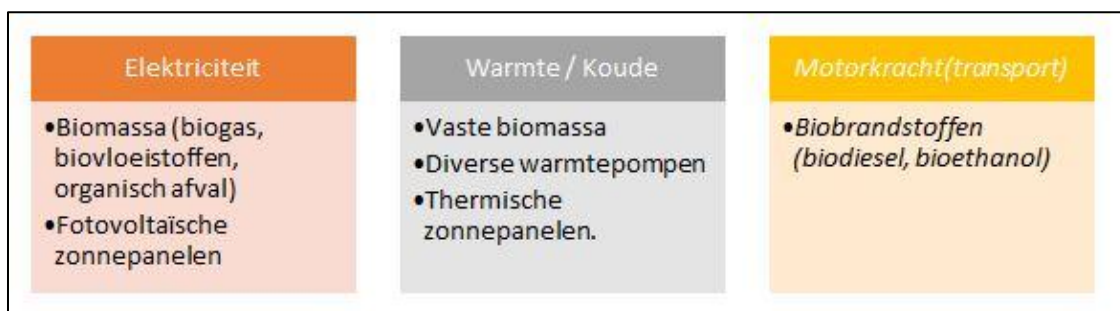 Elektriciteit
•Biomassa (biogas,
biovloeistoffen,
organisch afval)
•Fotovoltaïsche
zonnepanelen
Warmte / Koude
•Vaste biomassa
•Diverse warmtepompen
•Thermische
zonnepanelen.
Motorkracht(transport)
•Biobrandstoffen
(biodiesel, bioethanol)